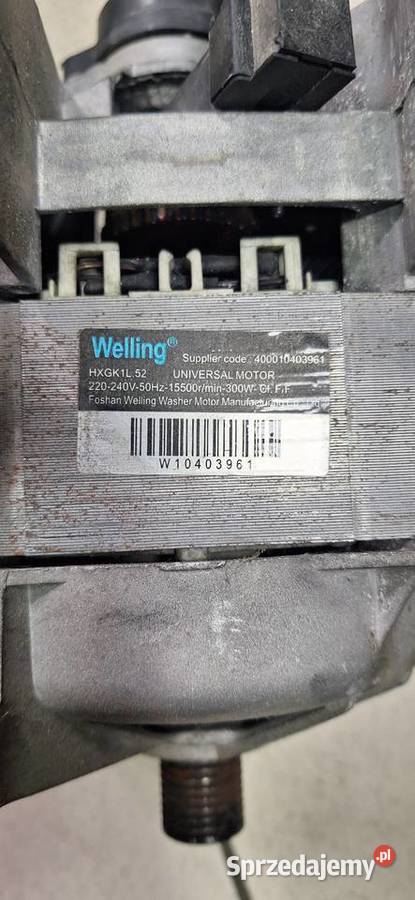 Welling®
Supplier code : 400010403961
HXGK1L.52 UNIVERSAL MOTOR
220-240V-50Hz-15500r/min-300W- Cl.F.F
Foshan Welling Washer Motor Manufacturing Co.,Ltd
W10403961
Sprzedajemy.pl